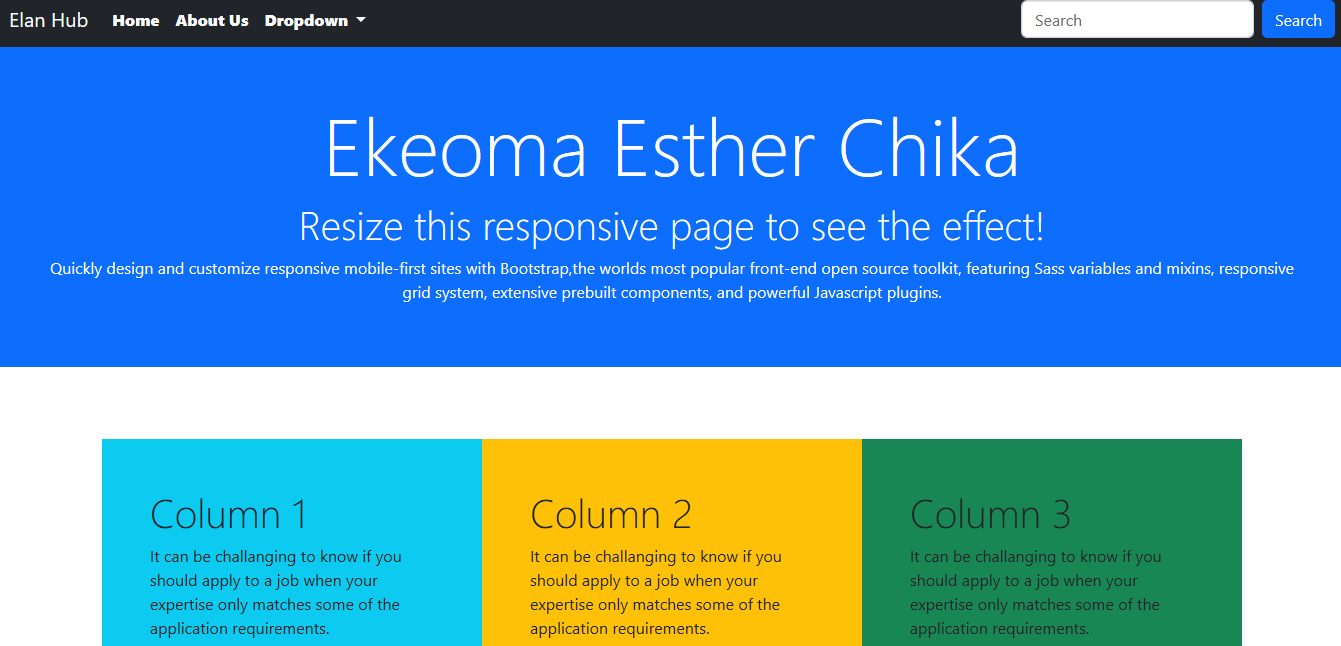 Elan Hub Home About Us Dropdown Search Search
Ekeoma Esther Chika
Resize this responsive page to see the effect!
Quickly design and customize responsive mobile-first sites with Bootstrap,the worlds most popular front-end open source toolkit, featuring Sass variables and mixins, responsive
grid system, extensive prebuilt components, and powerful Javascript plugins.
Column 1
It can be challanging to know if you
should apply to a job when your
expertise only matches some of the
application requirements.
Column 2
It can be challanging to know if you
should apply to a job when your
expertise only matches some of the
application requirements.
Column 3
It can be challanging to know if you
should apply to a job when your
expertise only matches some of the
application requirements.